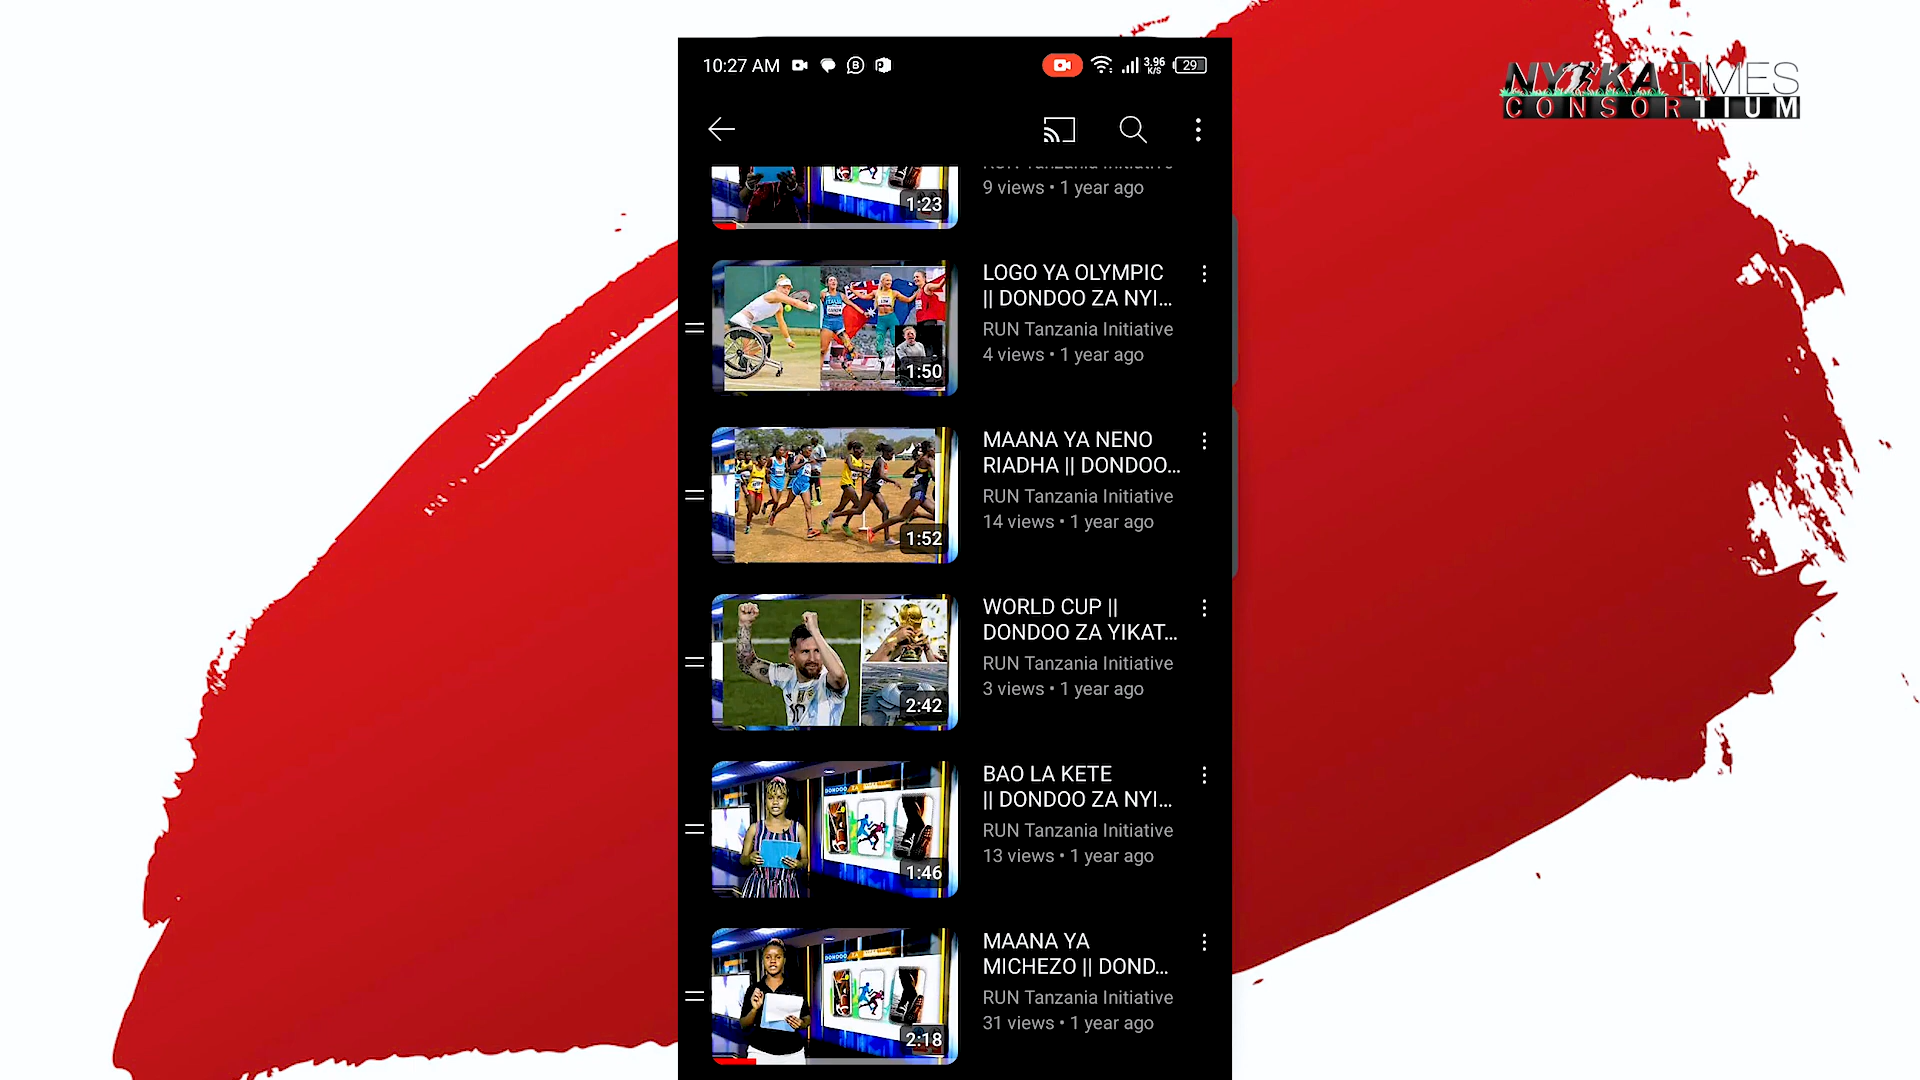 10:27 AM
3.96
K/S
29
NYIKA TIMES
CONSORTIUM
9 views • 1 year ago
1:23
LOGO YA OLYMPIC
|| DONDOO ZA NYI...
RUN Tanzania Initiative
4 views • 1 year ago
1:50
MAANA YA NENO
RIADHA || DONDOO...
RUN Tanzania Initiative
14 views • 1 year ago
1:52
WORLD CUP ||
DONDOO ZA YIKAT...
RUN Tanzania Initiative
3 views • 1 year ago
2:42
BAO LA KETE
|| DONDOO ZA NYI...
RUN Tanzania Initiative
13 views • 1 year ago
1:46
MAANA YA
MICHEZO || DOND...
RUN Tanzania Initiative
31 views • 1 year ago
2:18